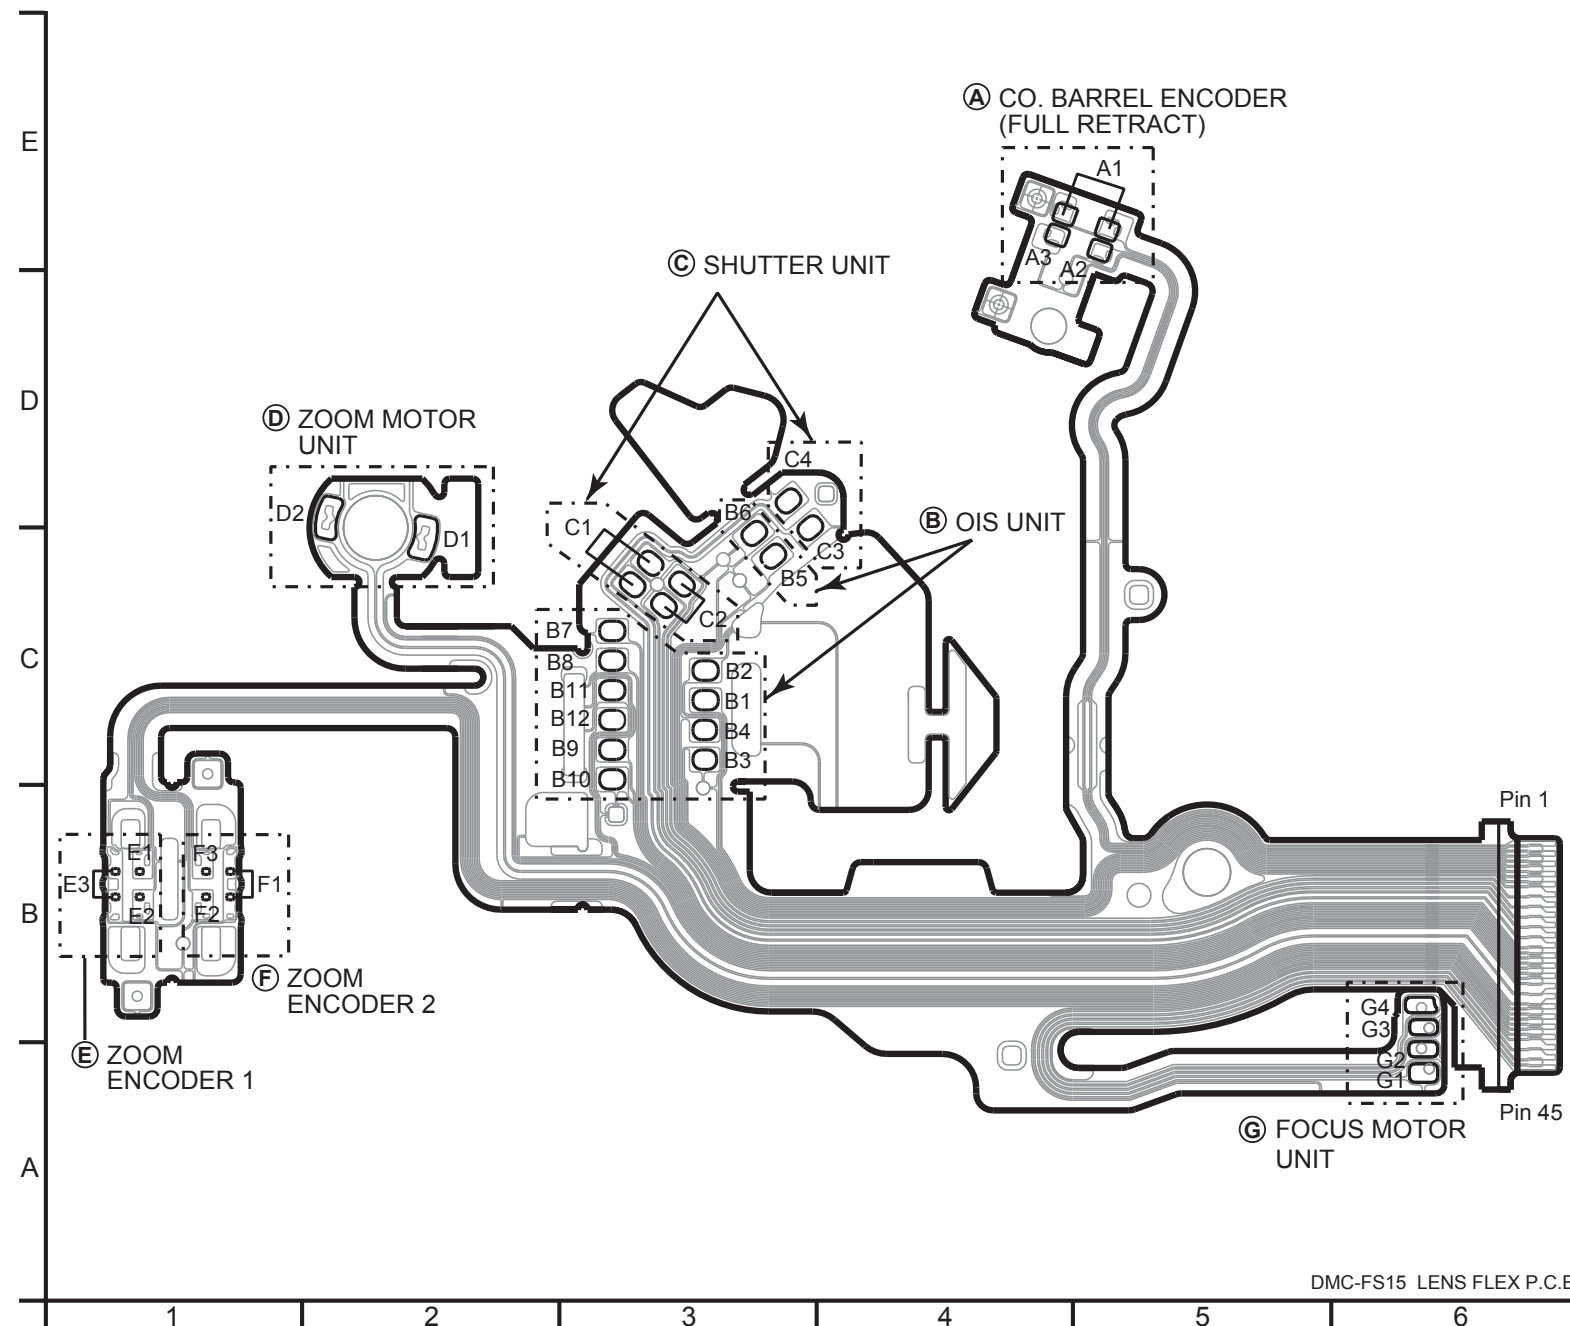 E
A CO. BARREL ENCODER
(FULL RETRACT)
A1
A3
A2
C SHUTTER UNIT
D
D ZOOM MOTOR
UNIT
C4
D2
D1
C1
B6
B OIS UNIT
C3
B5
C2
C
B7
B8
B11
B12
B9
B10
B2
B1
B4
B3
Pin 1
E1
F3
E3
F1
E2
F2
B
F ZOOM
ENCODER 2
E ZOOM
ENCODER 1
G4
G3
G2
G1
Pin 45
G FOCUS MOTOR
UNIT
A
DMC-FS15 LENS FLEX P.C.B
1
2
3
4
5
6